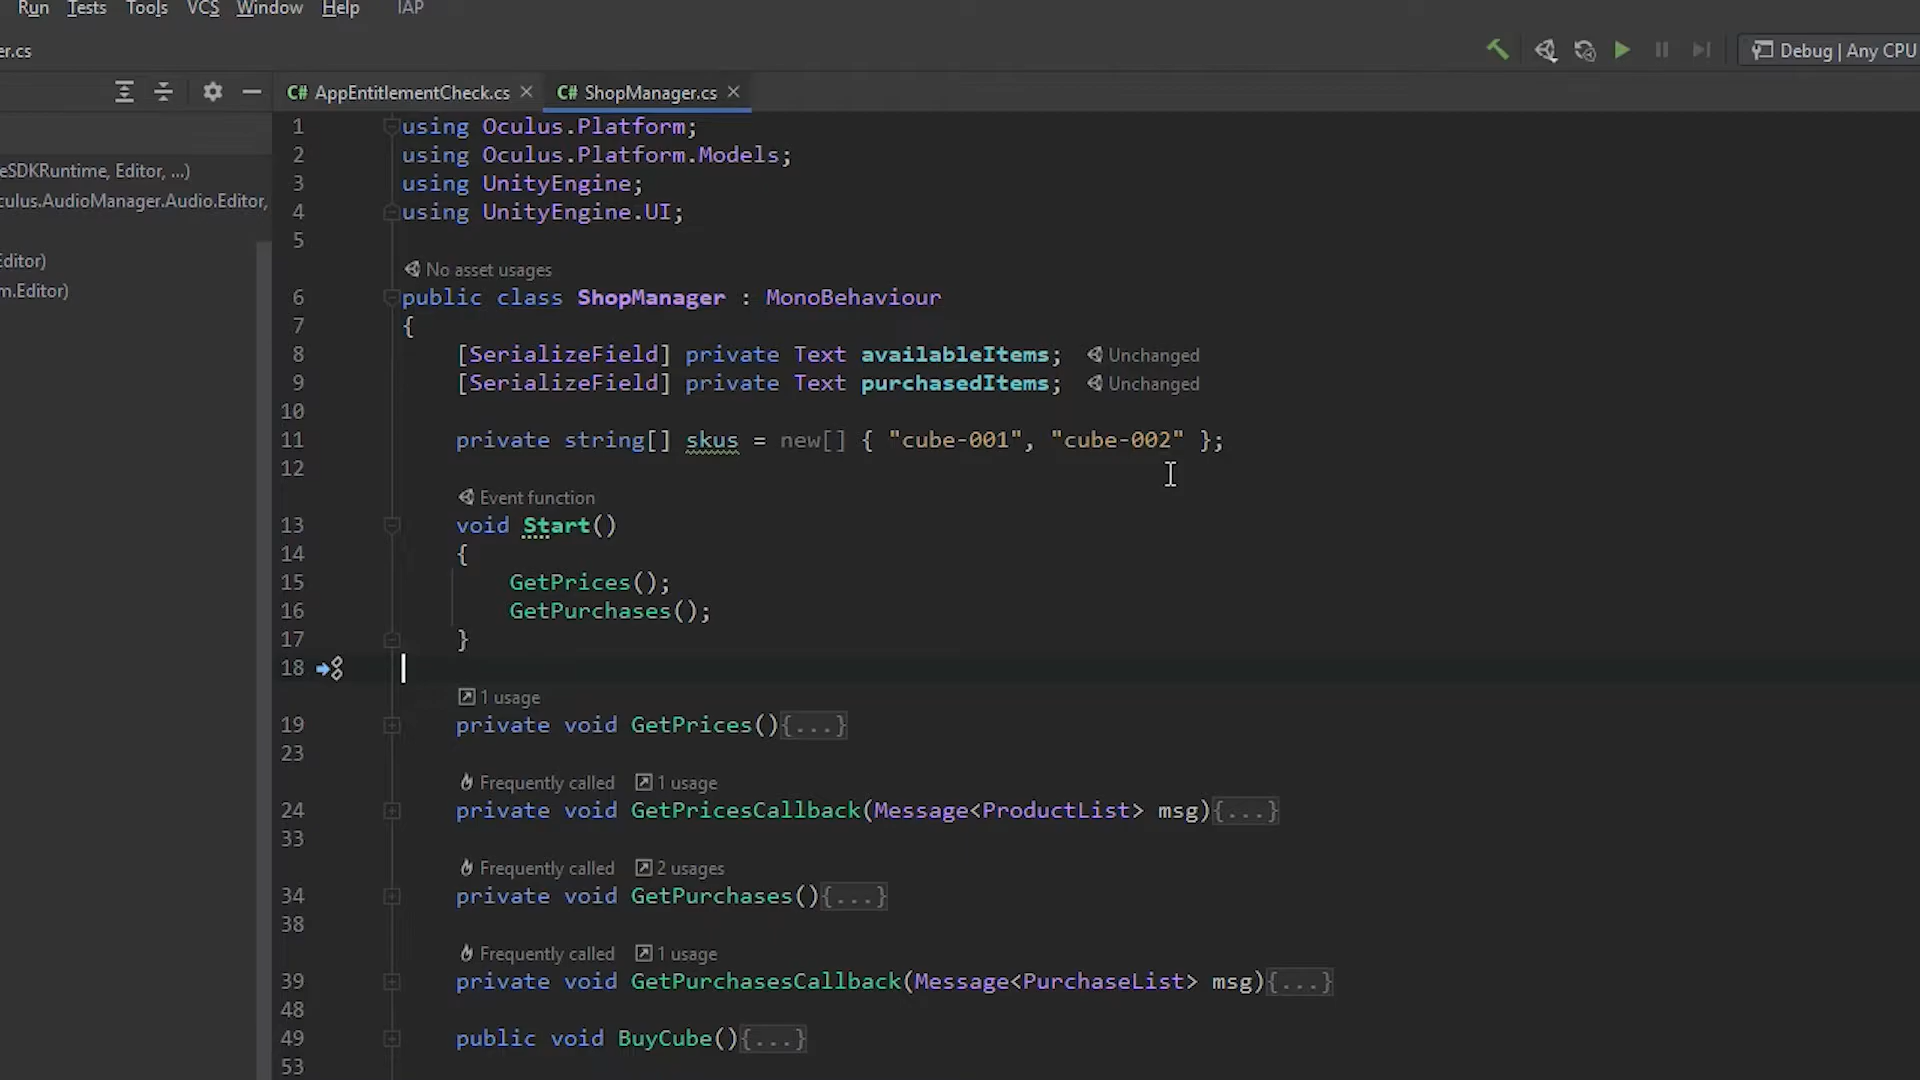 Run Tests Tools VCS Window Help IAP
er.cs
Debug | Any CPU
C# AppEntitlementCheck.cs × C# ShopManager.cs ×
eSDKRuntime, Editor, ...)
culus.AudioManager.Audio.Editor,
Editor)
m.Editor)
1 using Oculus.Platform;
2 using Oculus.Platform.Models;
3 using UnityEngine;
4 using UnityEngine.UI;
5
No asset usages
6 public class ShopManager : MonoBehaviour
7 {
8 [SerializeField] private Text availableItems; Unchanged
9 [SerializeField] private Text purchasedItems; Unchanged
10
11 private string[] skus = new[] { "cube-001", "cube-002" };
12
Event function
13 void Start()
14 {
15 GetPrices();
16 GetPurchases();
17 }
18
1 usage
19 private void GetPrices(){...}
23
Frequently called 1 usage
24 private void GetPricesCallback(Message<ProductList> msg){...}
33
Frequently called 2 usages
34 private void GetPurchases(){...}
38
Frequently called 1 usage
39 private void GetPurchasesCallback(Message<PurchaseList> msg){...}
48
49 public void BuyCube(){...}
53